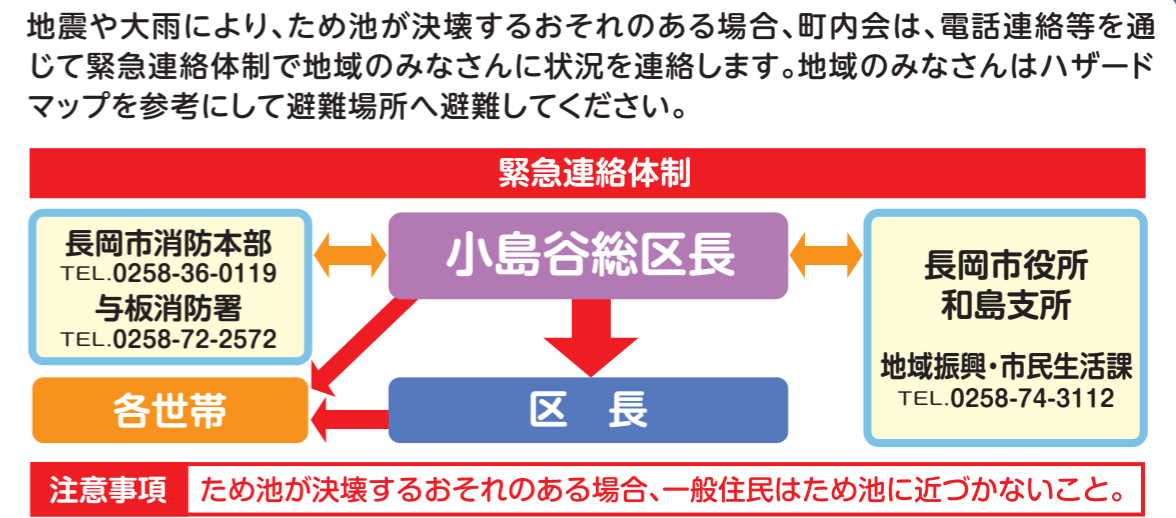 地震や大雨により、ため池が決壊するおそれのある場合、町内会は、電話連絡等を通
じて緊急連絡体制で地域のみなさんに状況を連絡します。地域のみなさんはハザード
マップを参考にして避難場所へ避難してください。
緊急連絡体制
長岡市消防本部
TEL.0258-36-0119
与板消防署
TEL.0258-72-2572
小島谷総区長
長岡市役所
和島支所
地域振興・市民生活課
TEL.0258-74-3112
各世帯
区 長
注意事項 ため池が決壊するおそれのある場合、一般住民はため池に近づかないこと。